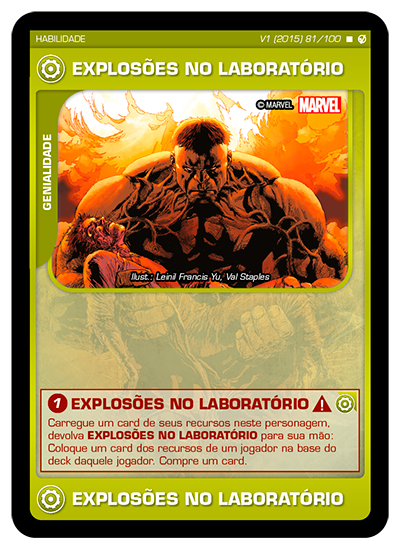 HABILIDADE
V1 (2015) 81/100
EXPLOSÕES NO LABORATÓRIO
© MARVEL MARVEL
GENIALIDADE
Ilust.: Leinil Francis Yu, Val Staples
1 EXPLOSÕES NO LABORATÓRIO
Carregue um card de seus recursos neste personagem,
devolva EXPLOSÕES NO LABORATÓRIO para sua mão:
Coloque um card dos recursos de um jogador na base do
deck daquele jogador. Compre um card.
EXPLOSÕES NO LABORATÓRIO